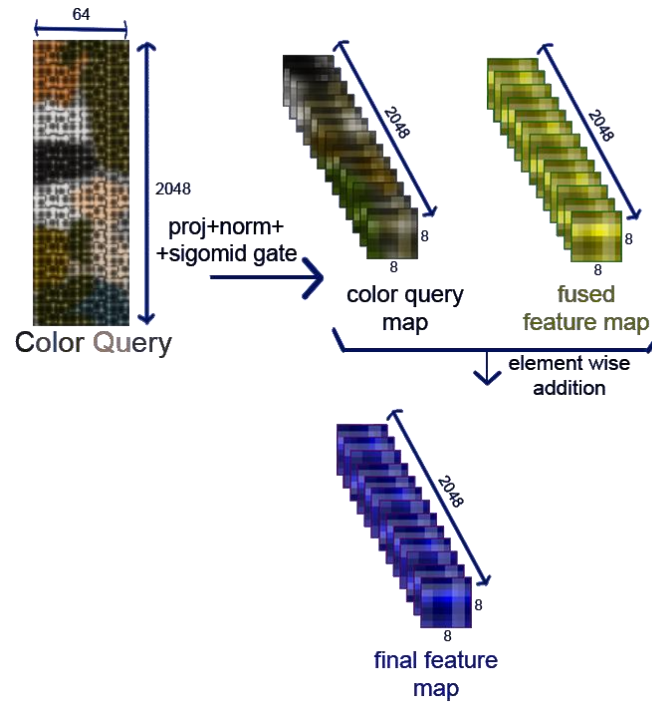 64
2048
Color Query
proj+norm+
+sigomid gate
2048
8
8
color query
map
2048
8
8
fused
feature map
element wise
addition
2048
8
8
final feature
map